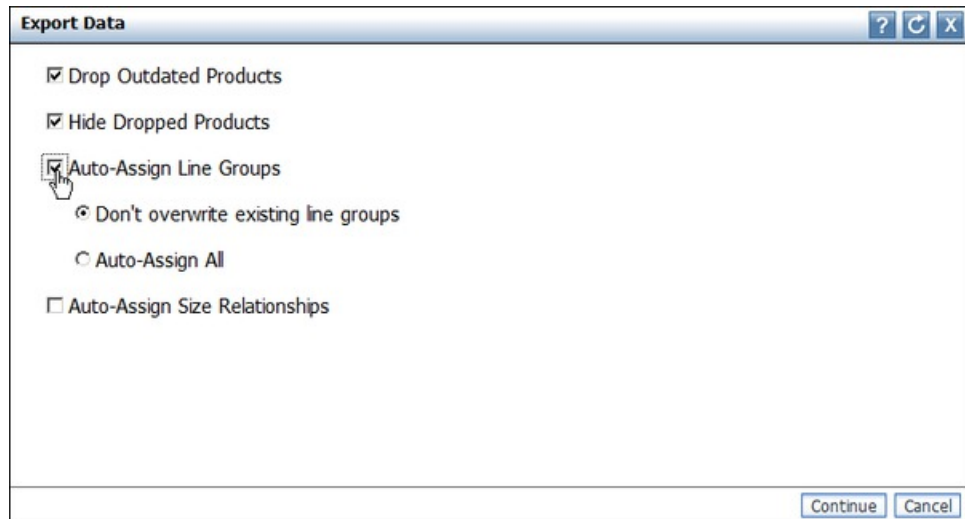 Export Data
? X
Drop Outdated Products
Hide Dropped Products
Auto-Assign Line Groups
Don't overwrite existing line groups
Auto-Assign All
Auto-Assign Size Relationships
Continue Cancel